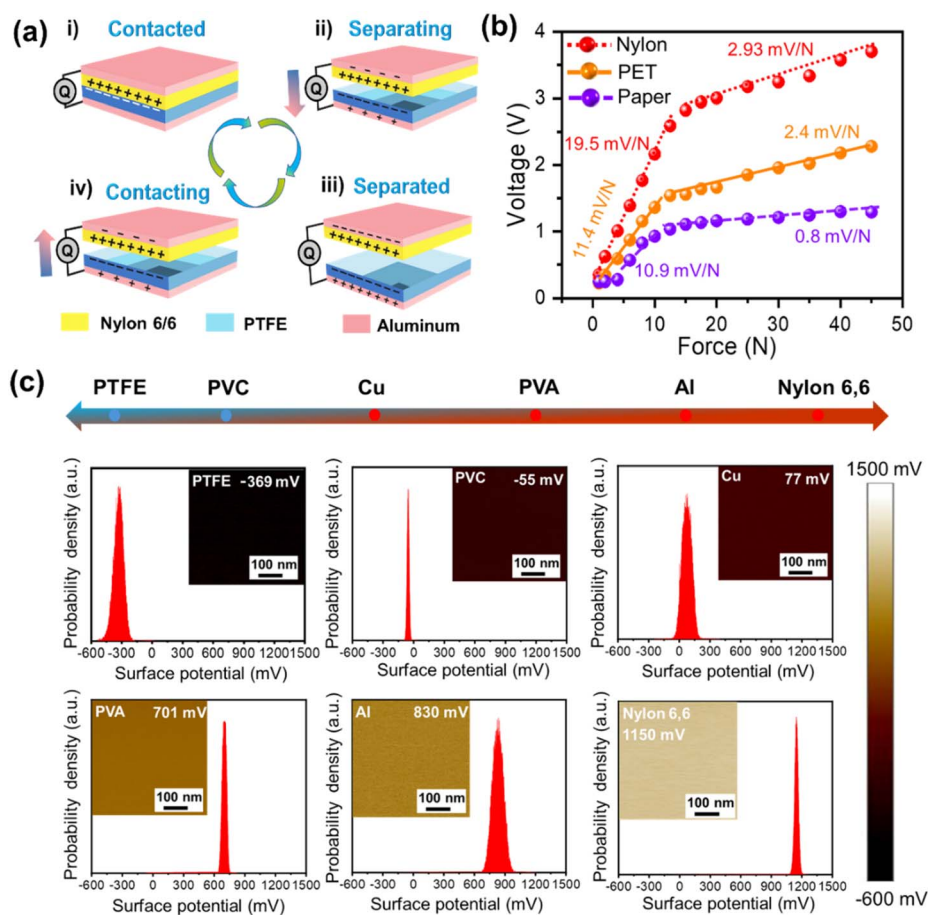 (a)
i) Contacted
ii) Separating
Q
Q
+++++++
iv) Contacting
iii) Separated
Q
Q
Nylon 6/6
PTFE
Aluminum
(b)
Nylon
PET
Paper
2.93 mV/N
19.5 mV/N
2.4 mV/N
11.4 mV/N
10.9 mV/N
0.8 mV/N
Voltage (V)
4
3
2
1
0
0 10 20 30 40 50
Force (N)
(c)
PTFE PVC Cu PVA Al Nylon 6,6
Probability density (a.u.)
PTFE -369 mV
100 nm
-600 -300 0 300 600 900 1200 1500
Surface potential (mV)
Probability density (a.u.)
PVC -55 mV
100 nm
-600 -300 0 300 600 900 1200 1500
Surface potential (mV)
Probability density (a.u.)
Cu 77 mV
100 nm
-600 -300 0 300 600 900 1200 1500
Surface potential (mV)
Probability density (a.u.)
PVA 701 mV
100 nm
-600 -300 0 300 600 900 1200 1500
Surface potential (mV)
Probability density (a.u.)
Al 830 mV
100 nm
-600 -300 0 300 600 900 1200 1500
Surface potential (mV)
Probability density (a.u.)
Nylon 6,6
1150 mV
100 nm
-600 -300 0 300 600 900 1200 1500
Surface potential (mV)
1500 mV
-600 mV